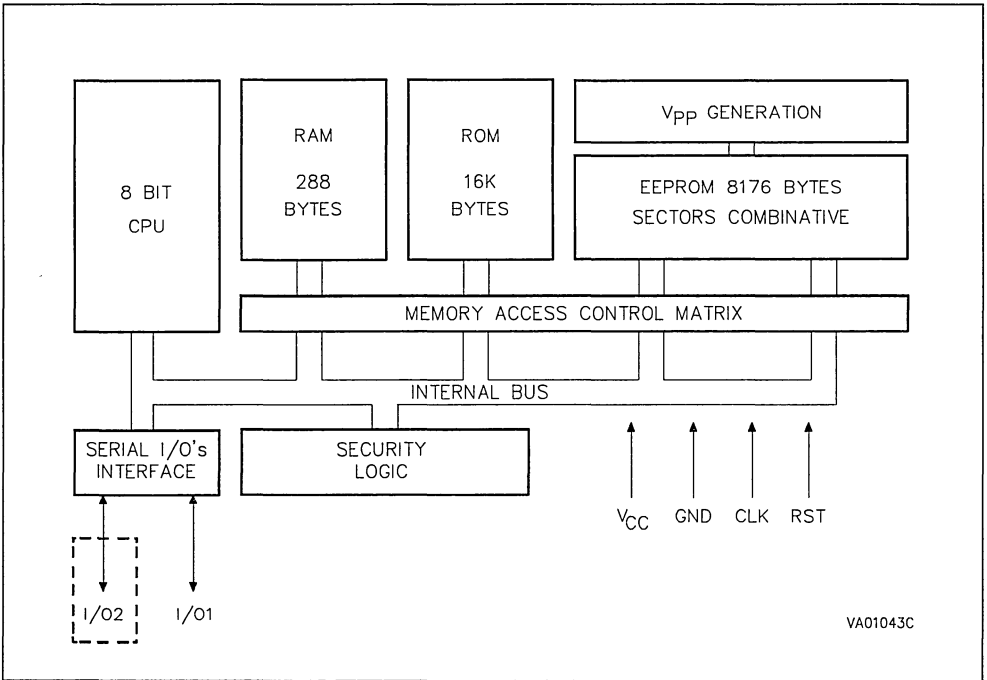 8 BIT
CPU
RAM
288
BYTES
ROM
16K
BYTES
VPP GENERATION
EEPROM 8176 BYTES
SECTORS COMBINATIVE
MEMORY ACCESS CONTROL MATRIX
INTERNAL BUS
SERIAL I/O's
INTERFACE
SECURITY
LOGIC
VCC GND CLK RST
I/O2 I/O1
VA01043C